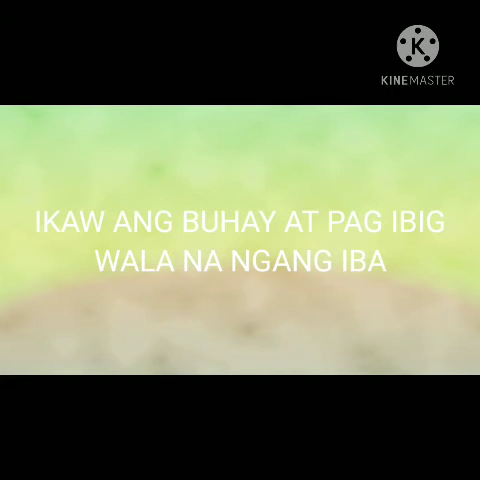 KINEMASTER
IKAW ANG BUHAY AT PAG IBIG
WALA NA NGANG IBA